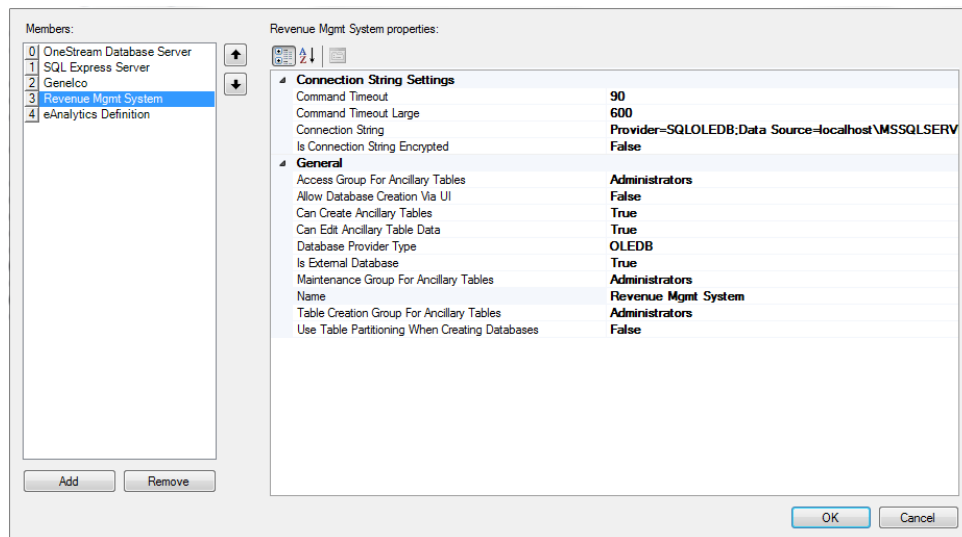 Members:
0 OneStream Database Server
1 SQL Express Server
2 Genelco
3 Revenue Mgmt System
4 eAnalytics Definition
Add Remove
Revenue Mgmt System properties:
Connection String Settings
Command Timeout 90
Command Timeout Large 600
Connection String Provider=SQLOLEDB;Data Source=localhost\MSSQLSERV
Is Connection String Encrypted False
General
Access Group For Ancillary Tables Administrators
Allow Database Creation Via UI False
Can Create Ancillary Tables True
Can Edit Ancillary Table Data True
Database Provider Type OLEDB
Is External Database True
Maintenance Group For Ancillary Tables Administrators
Name Revenue Mgmt System
Table Creation Group For Ancillary Tables Administrators
Use Table Partitioning When Creating Databases False
OK Cancel